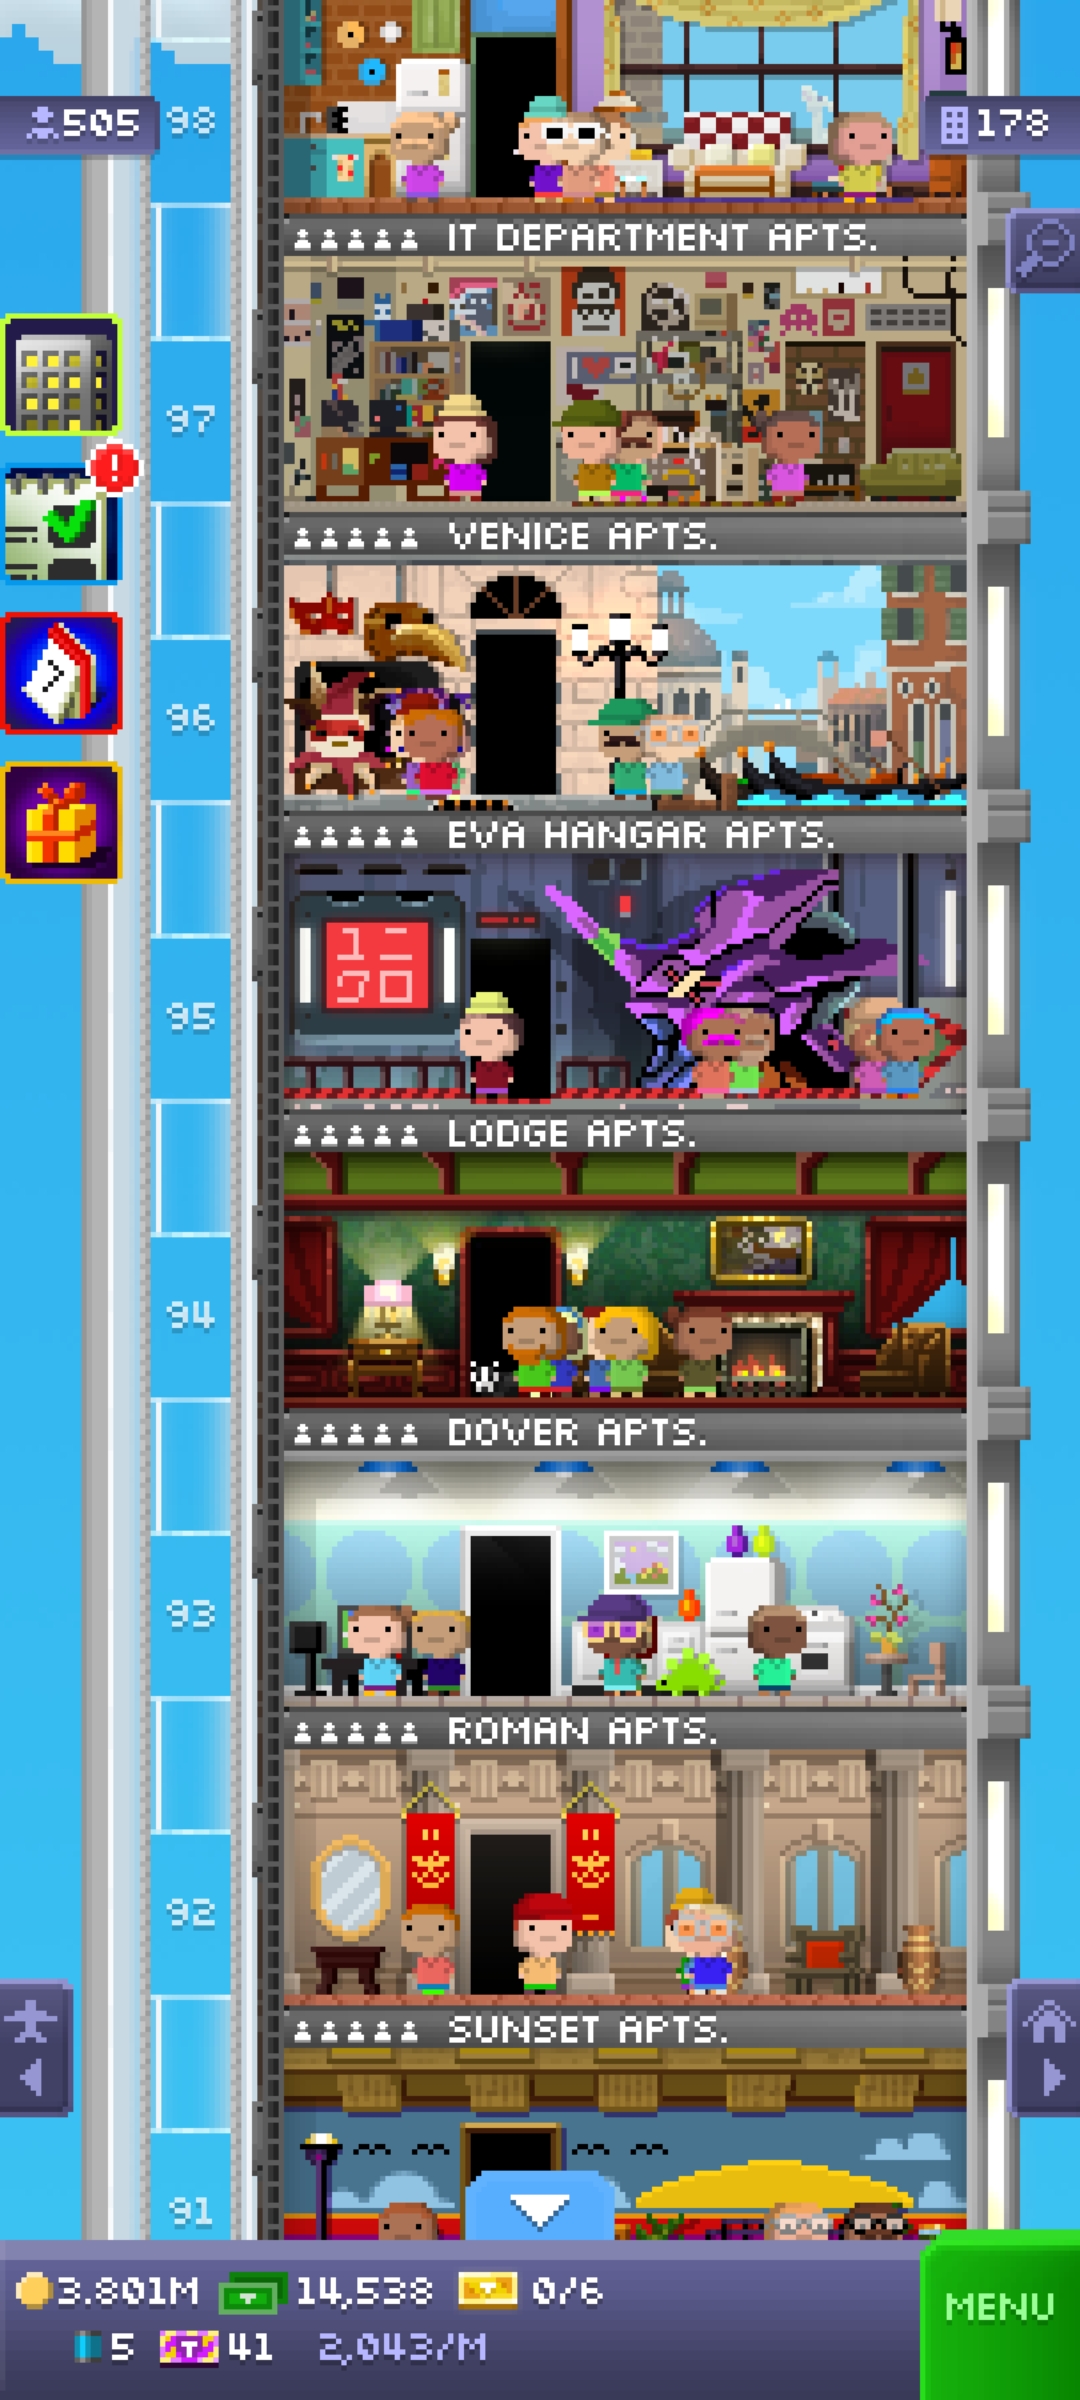 505
98
178
IT DEPARTMENT APTS.
97
VENICE APTS.
96
EVA HANGAR APTS.
95
LODGE APTS.
94
DOVER APTS.
93
ROMAN APTS.
92
SUNSET APTS.
91
3.801M 14,538 0/6
MENU
5 41 2,043/M